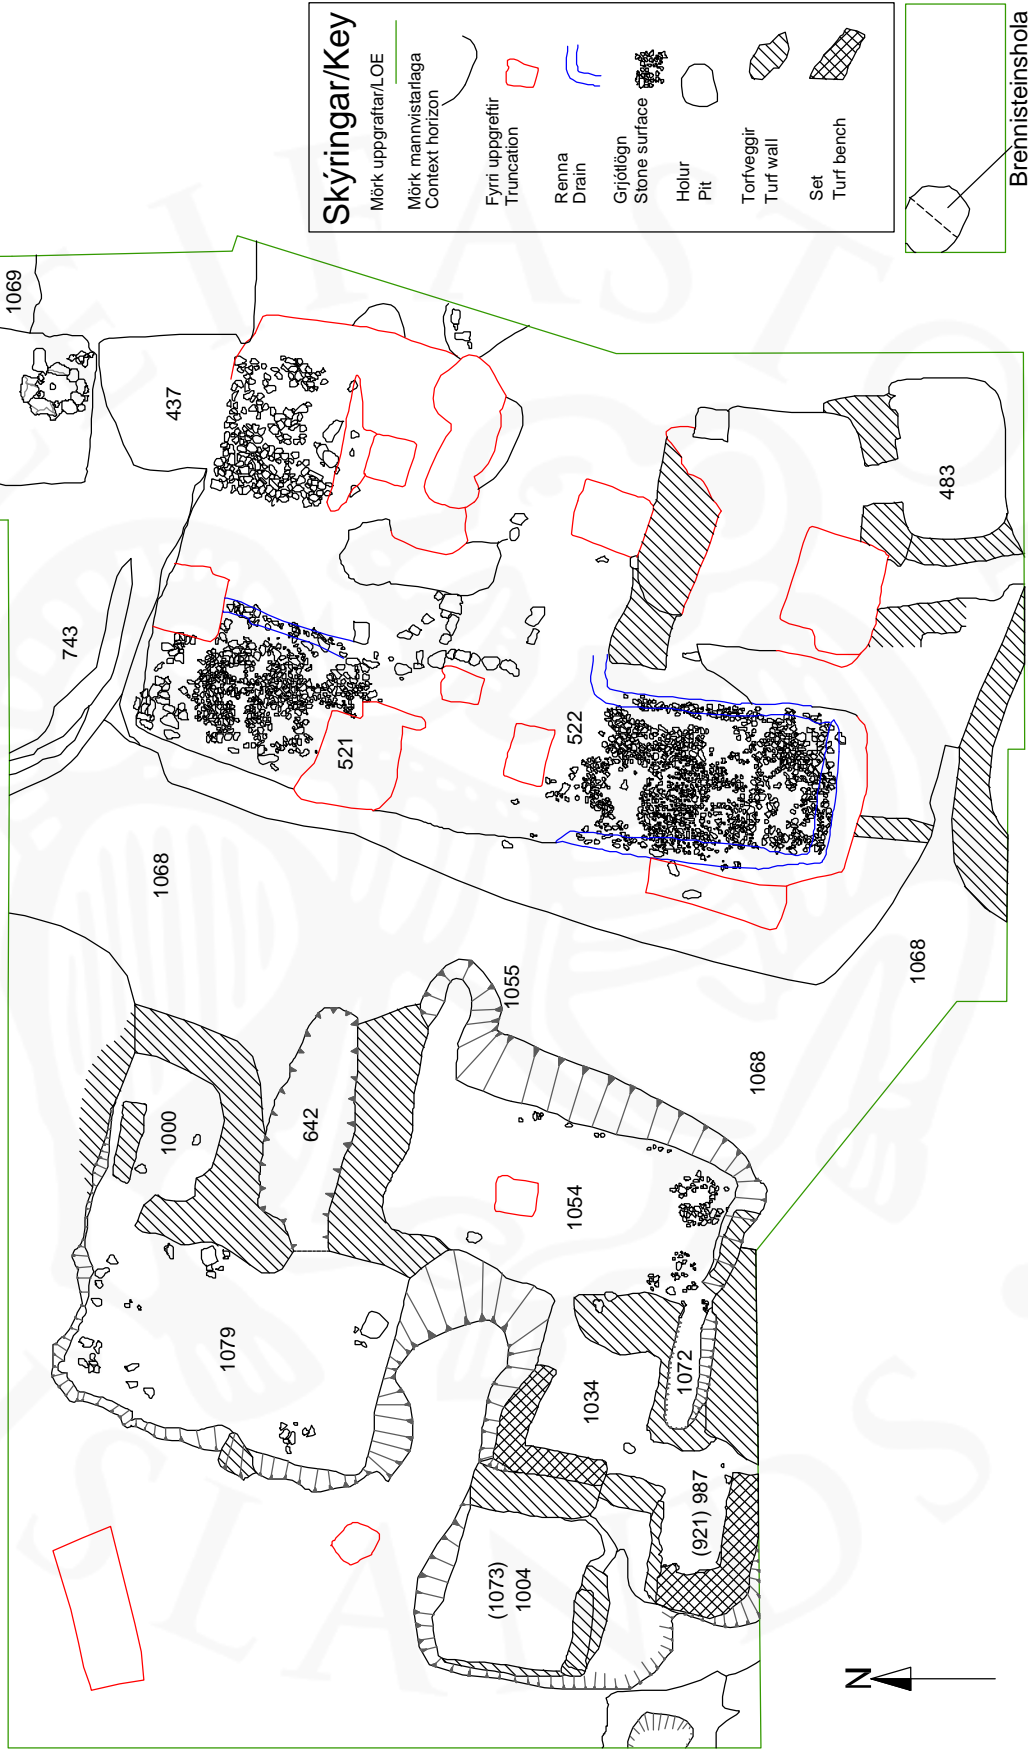 Skýringar/Key
Mörk uppgraftar/LOE
Mörk mannvistarlaga
Context horizon
Fyrri uppgreftir
Truncation
Renna
Drain
Grjótlögn
Stone surface
Holur
Pit
Torfveggir
Turf wall
Set
Turf bench
Brennisteinshola
1069
437
743
521
522
483
1068
1068
1068
1055
1000
642
1054
1079
1034
1072
(921) 987
(1073)
1004
N